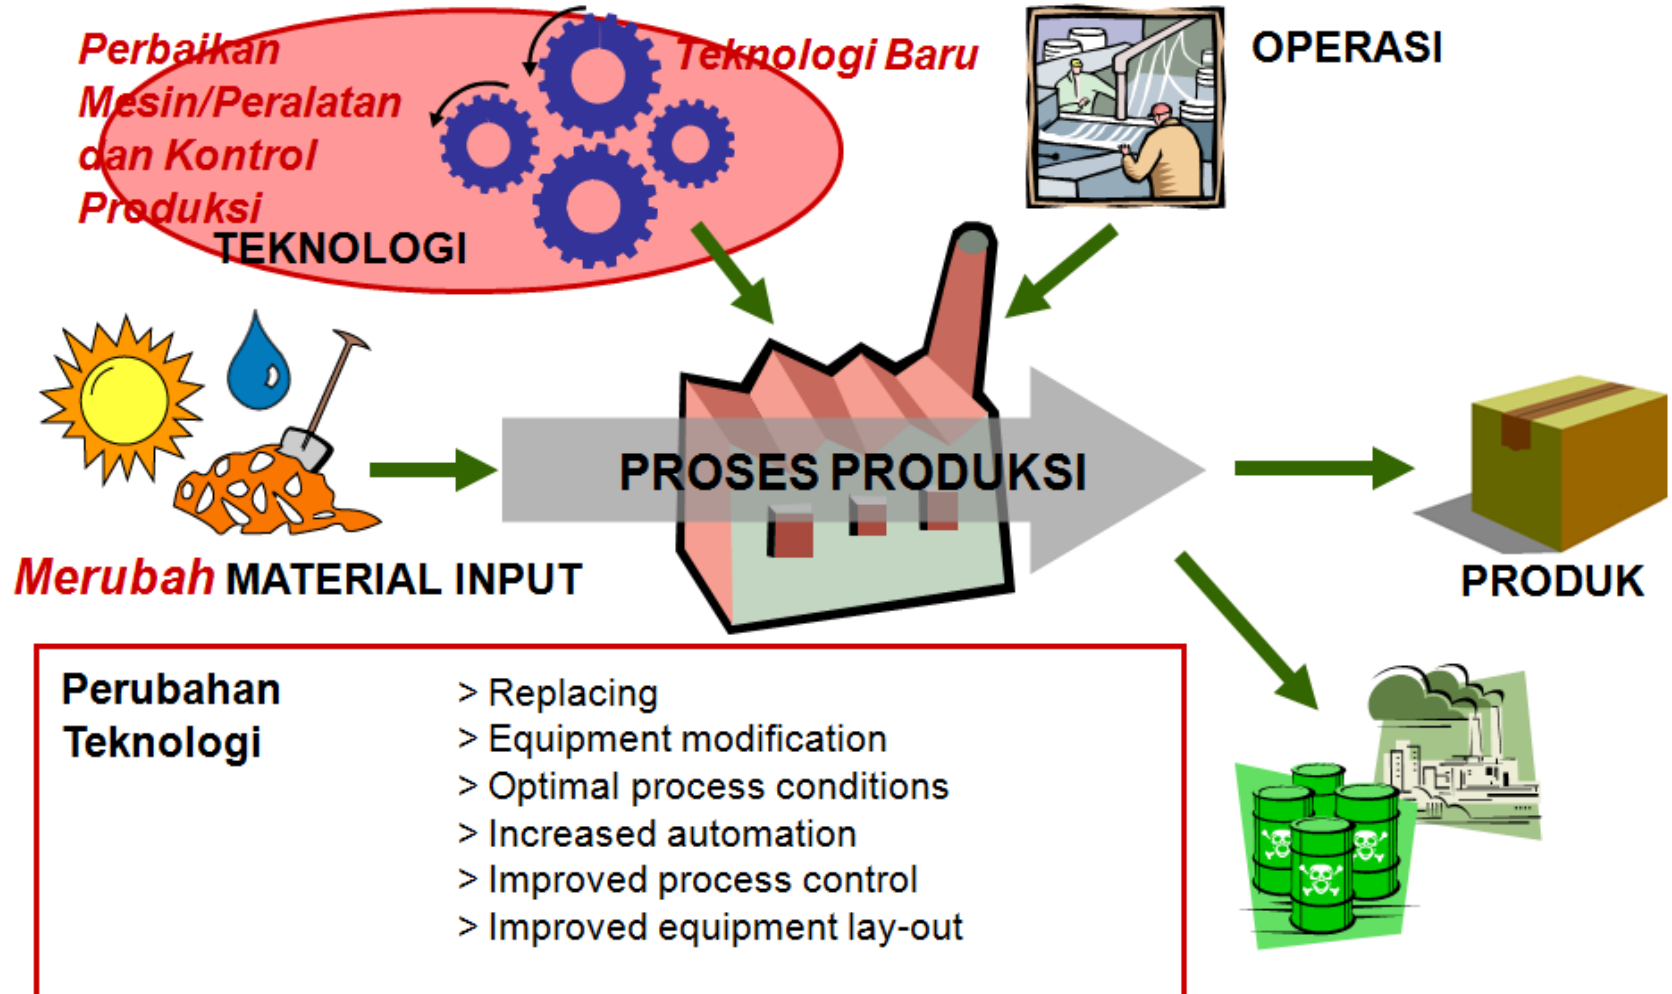 Perbaikan
Mesin/Peralatan
dan Kontrol
Produksi
Teknologi Baru
TEKNOLOGI
OPERASI
PROSES PRODUKSI
Merubah MATERIAL INPUT
PRODUK
Perubahan
Teknologi
> Replacing
> Equipment modification
> Optimal process conditions
> Increased automation
> Improved process control
> Improved equipment lay-out